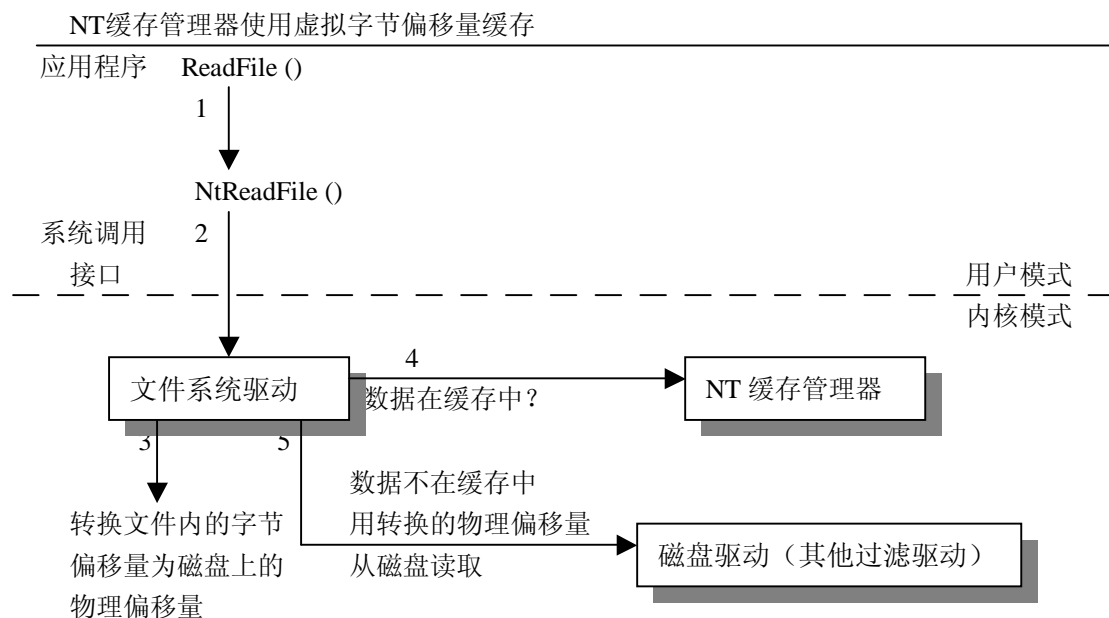 NT缓存管理器使用虚拟字节偏移量缓存
应用程序 ReadFile ()
1
NtReadFile ()
系统调用 2
接口
用户模式
内核模式
文件系统驱动
4
数据在缓存中？
NT 缓存管理器
3
5
转换文件内的字节
偏移量为磁盘上的
物理偏移量
数据不在缓存中
用转换的物理偏移量
从磁盘读取
磁盘驱动（其他过滤驱动）